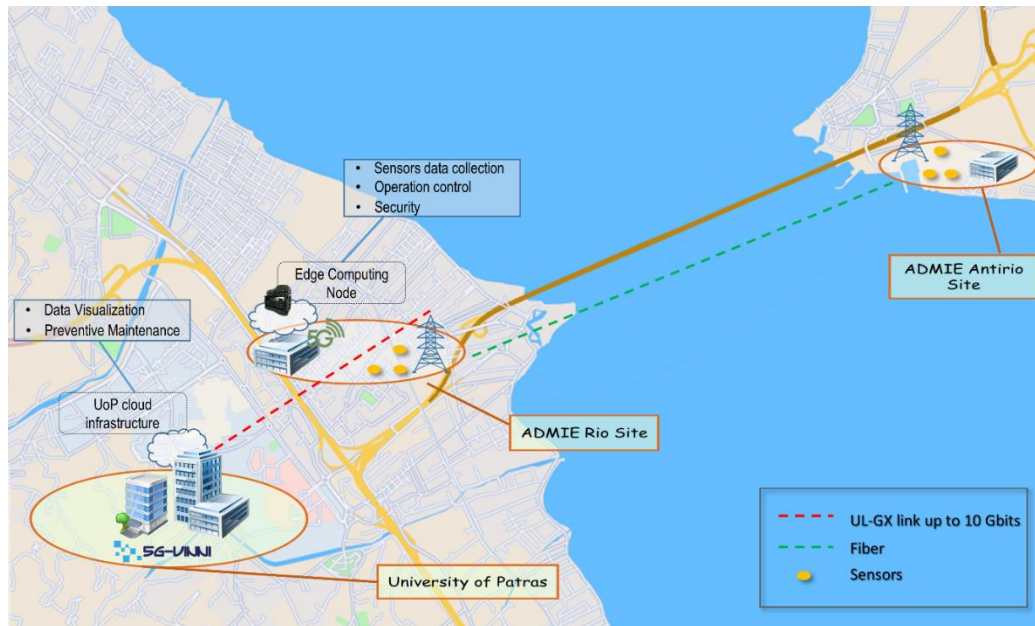 • Sensors data collection
• Operation control
• Security
Edge Computing
Node
• Data Visualization
• Preventive Maintenance
UoP cloud
infrastructure
5G
ADMIE Antirio
Site
ADMIE Rio Site
5G-VINNI
University of Patras
UL-GX link up to 10 Gbits
Fiber
Sensors